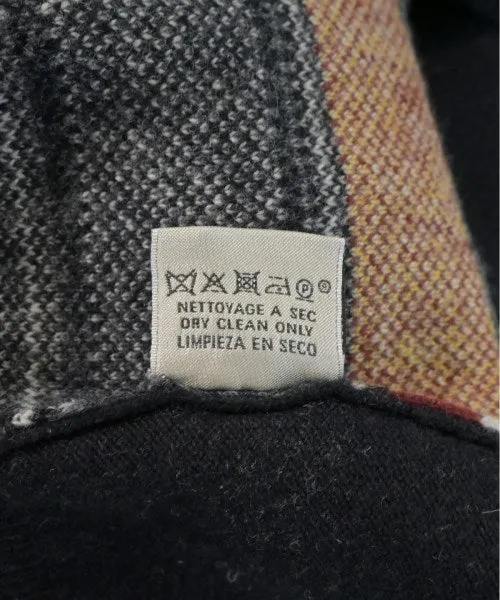 NETTOYAGE A SEC
DRY CLEAN ONLY
LIMPIEZA EN SECO